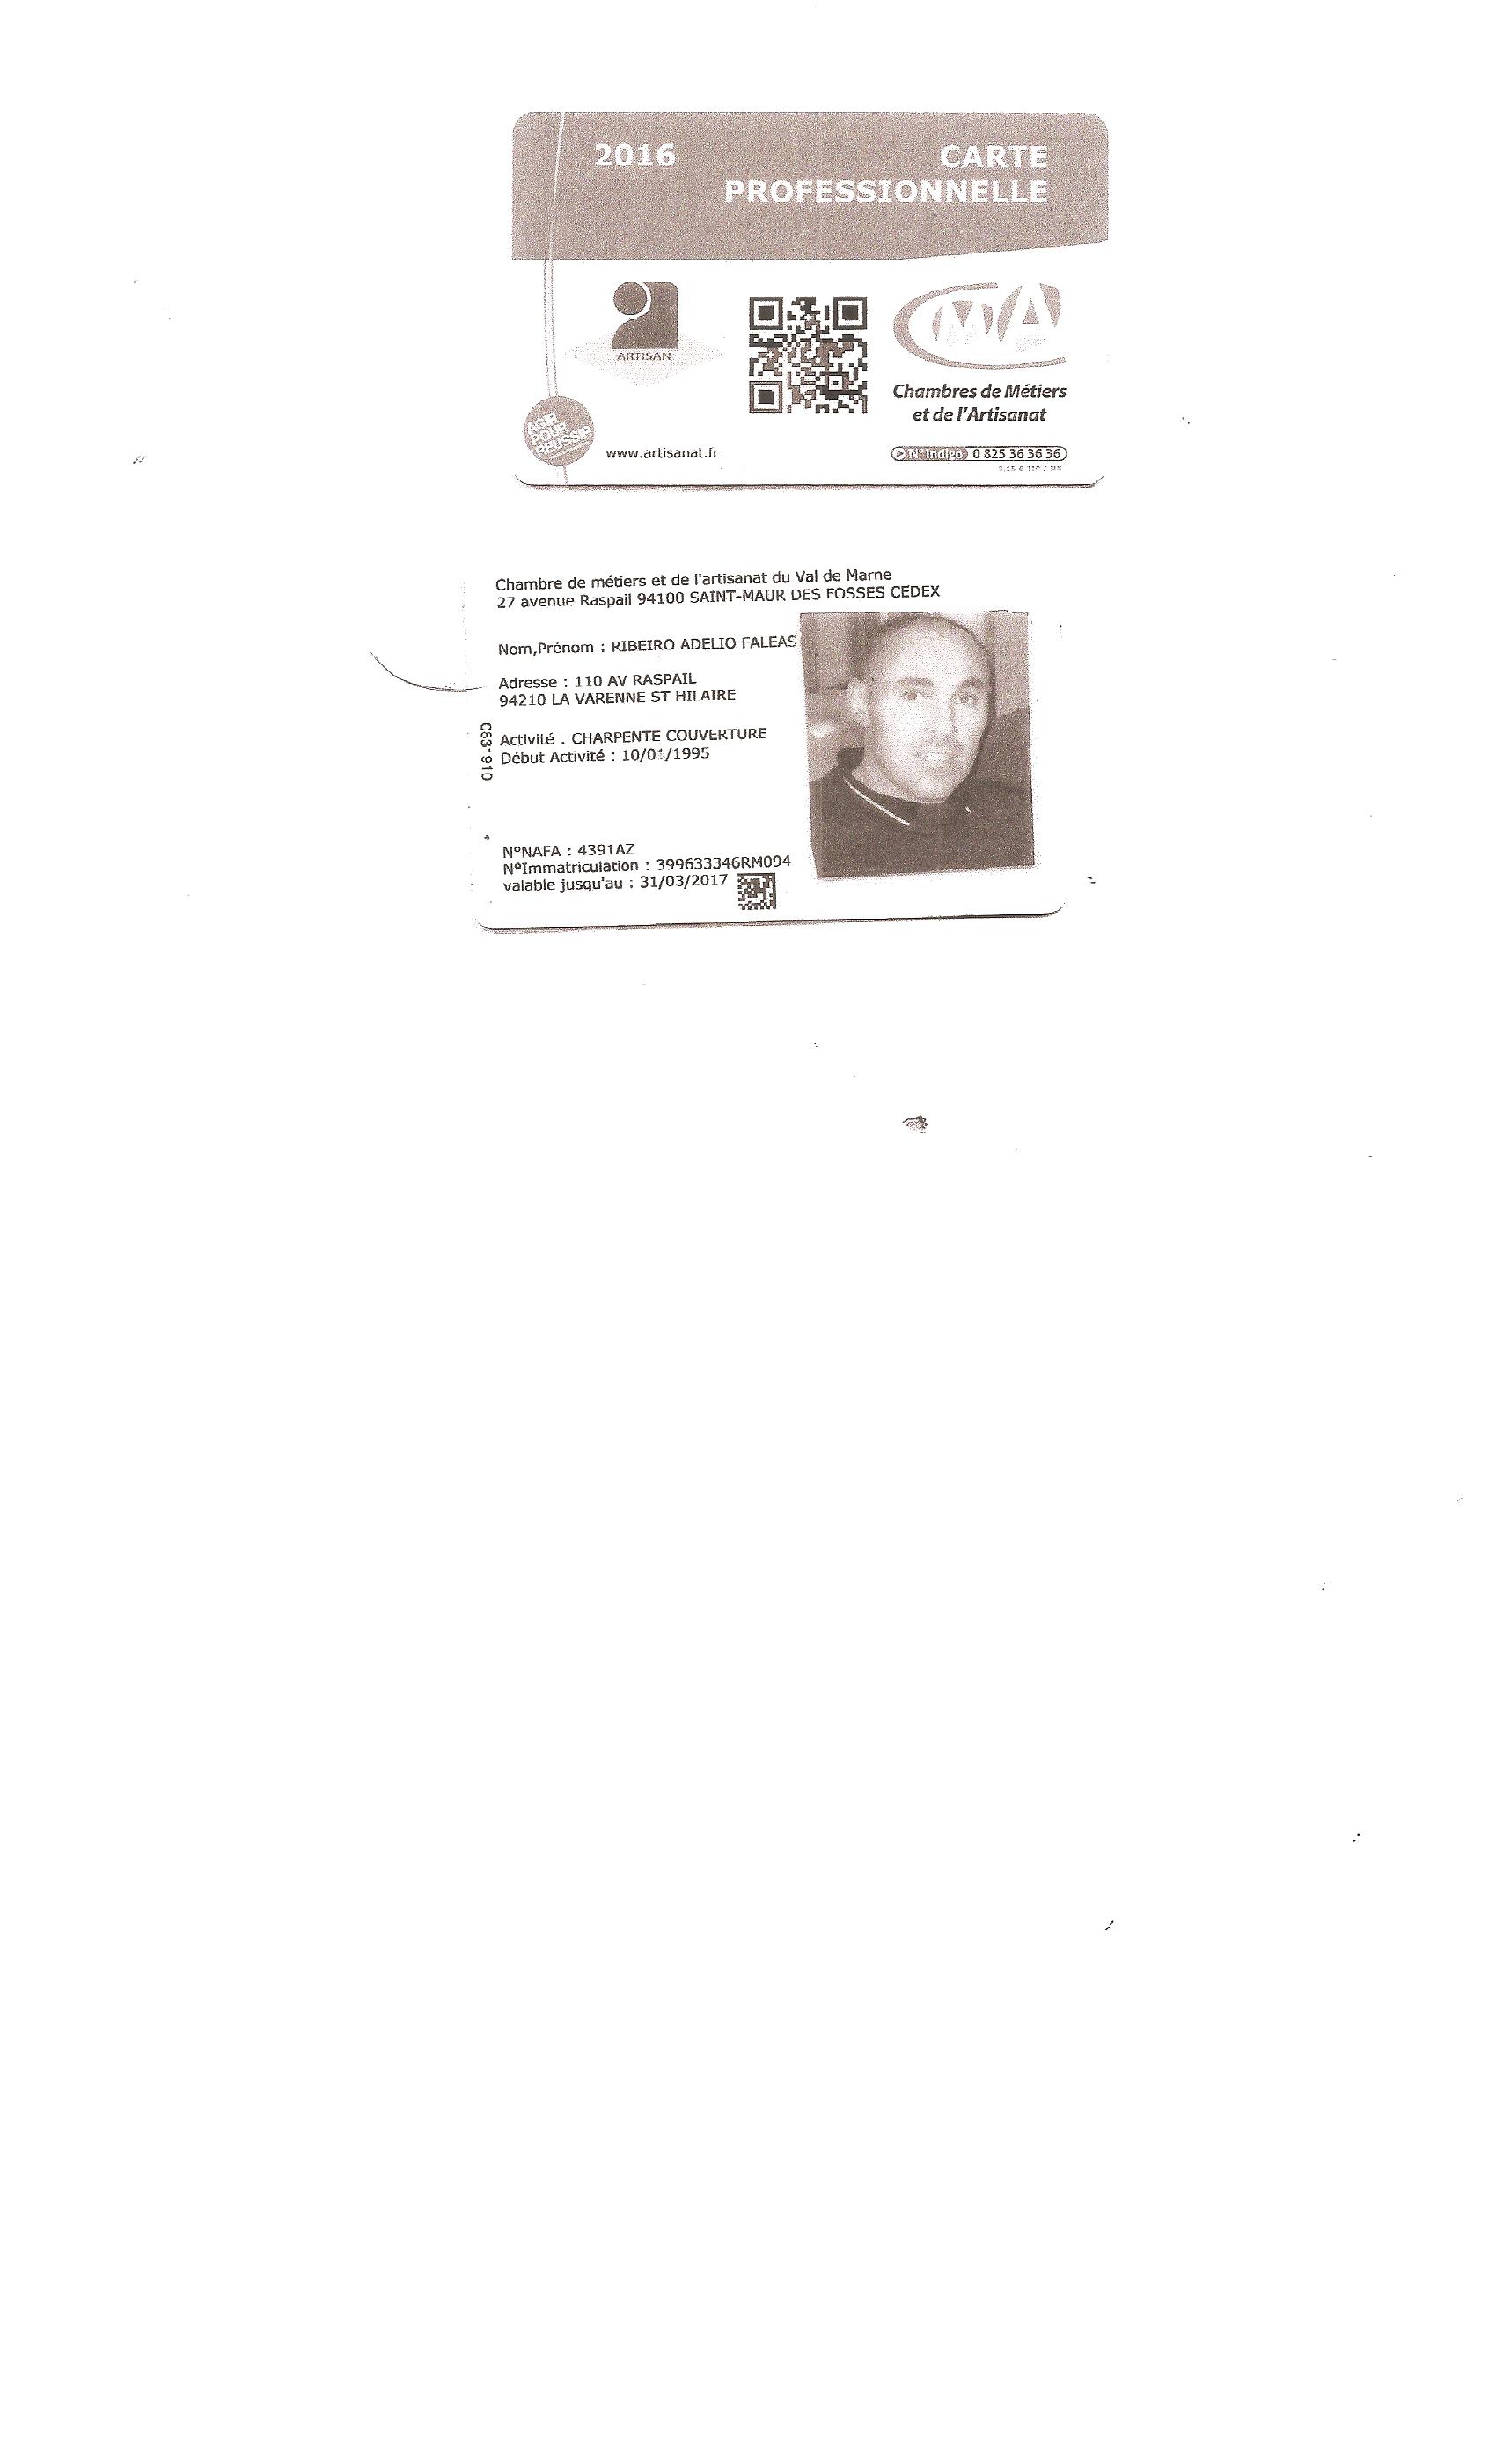 2016
CARTE
PROFESSIONNELLE
ARTISAN
CMA
Chambres de Métiers
et de l'Artisanat
AGIR
POUR
RÉUSSIR
www.artisanat.fr
N°Indigo 0 825 36 36 36
Chambre de métiers et de l'artisanat du Val de Marne
27 avenue Raspail 94100 SAINT-MAUR DES FOSSES CEDEX
Nom,Prénom : RIBEIRO ADELIO FALEAS
Adresse : 110 AV RASPAIL
94210 LA VARENNE ST HILAIRE
0831910
Activité : CHARPENTE COUVERTURE
Début Activité : 10/01/1995
N°NAFA : 4391AZ
N°Immatriculation : 399633346RM094
valable jusqu'au : 31/03/2017